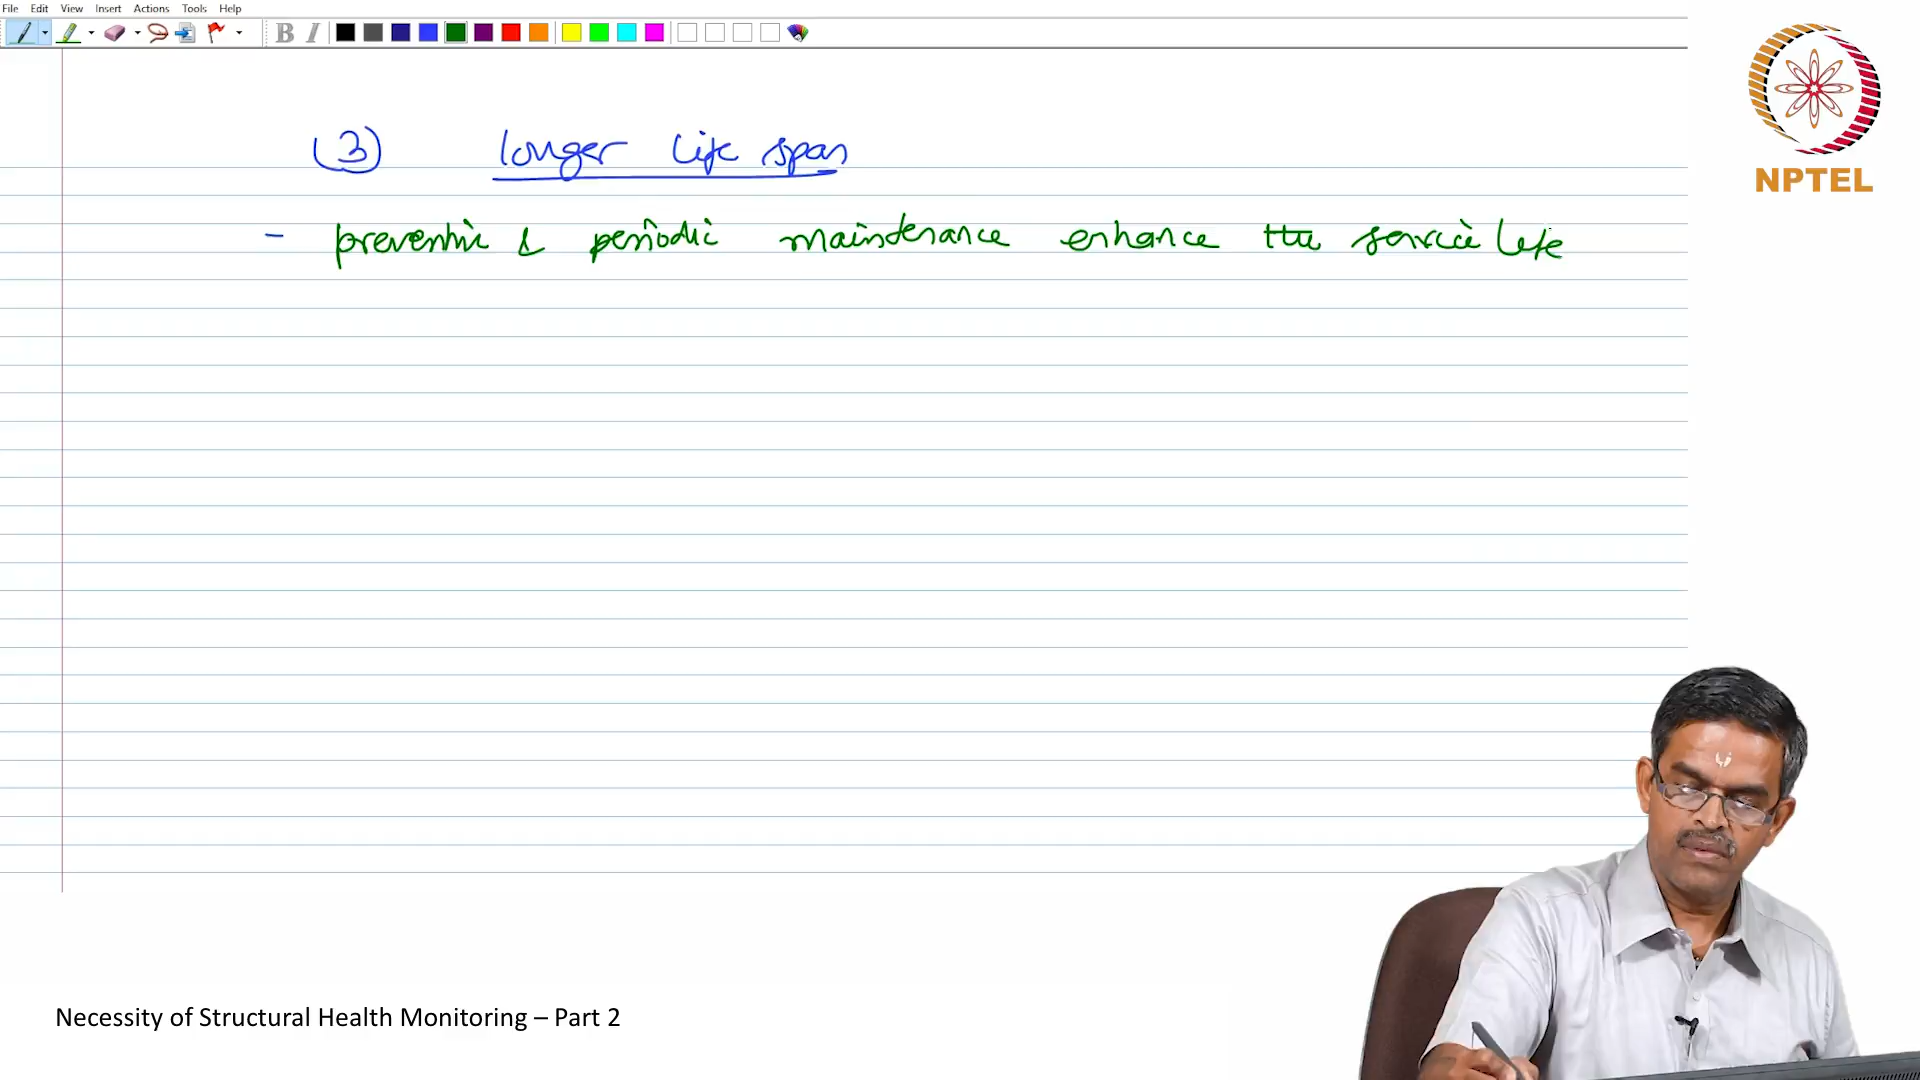 File Edit View Insert Actions Tools Help
B I
NPTEL
(3) longer life span
- preventive & periodic maintenance enhance the service life
Necessity of Structural Health Monitoring – Part 2